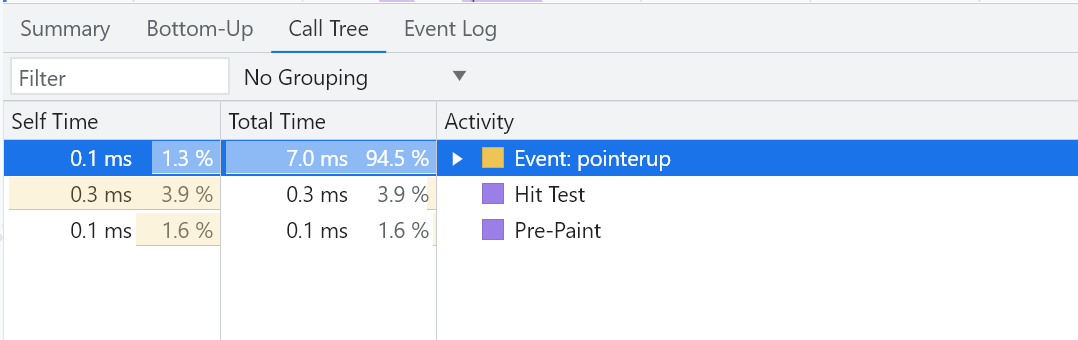 Summary Bottom-Up Call Tree Event Log
Filter No Grouping
Self Time Total Time Activity
0.1 ms 1.3 % 7.0 ms 94.5 % Event: pointerup
0.3 ms 3.9 % 0.3 ms 3.9 % Hit Test
0.1 ms 1.6 % 0.1 ms 1.6 % Pre-Paint